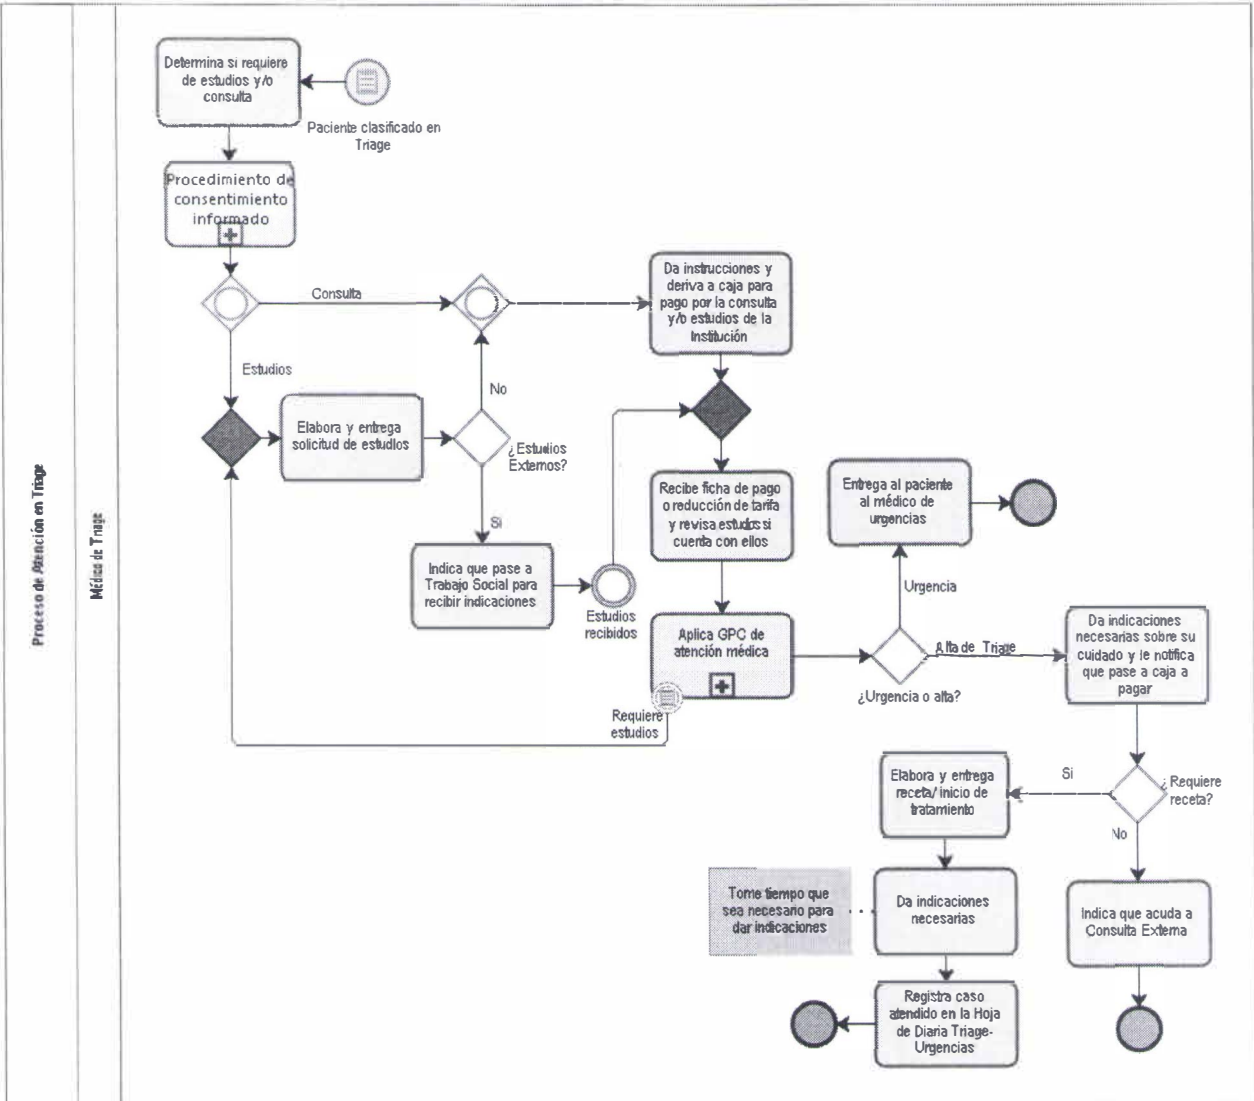 Proceso de Atención en Triage
Médico de Triage
Determina si requiere
de estudios y/o
consulta
Paciente clasificado en
Triage
Procedimiento de
consentimiento
informado
Consulta
Estudios
Da instrucciones y
deriva a caja para
pago por la consulta
y/o estudios de la
Institución
No
Elabora y entrega
solicitud de estudios
¿Estudios
Externos?
Si
Indica que pase a
Trabajo Social para
recibir indicaciones
Estudios
recibidos
Recibe ficha de pago
o reducción de tarifa
y revisa estudos si
cuenta con ellos
Entrega al paciente
al médico de
urgencias
Urgencia
Aplica GPC de
atención médica
Requiere
estudios
Alta de Triage
¿Urgencia o alta?
Da indicaciones
necesarias sobre su
cuidado y le notifica
que pase a caja a
pagar
¿Requiere
receta?
Si
No
Elabora y entrega
receta/ inicio de
tratamiento
Tome tiempo que
sea necesario para
dar indicaciones
Da indicaciones
necesarias
Indica que acuda a
Consulta Externa
Registra caso
atendido en la Hoja
de Diaria Triage-
Urgencias